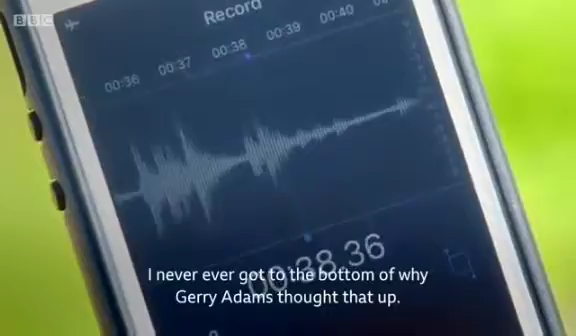 BBC
Record
00:36 00:37 00:38 00:39 00:40
00:38.36
I never ever got to the bottom of why
Gerry Adams thought that up.